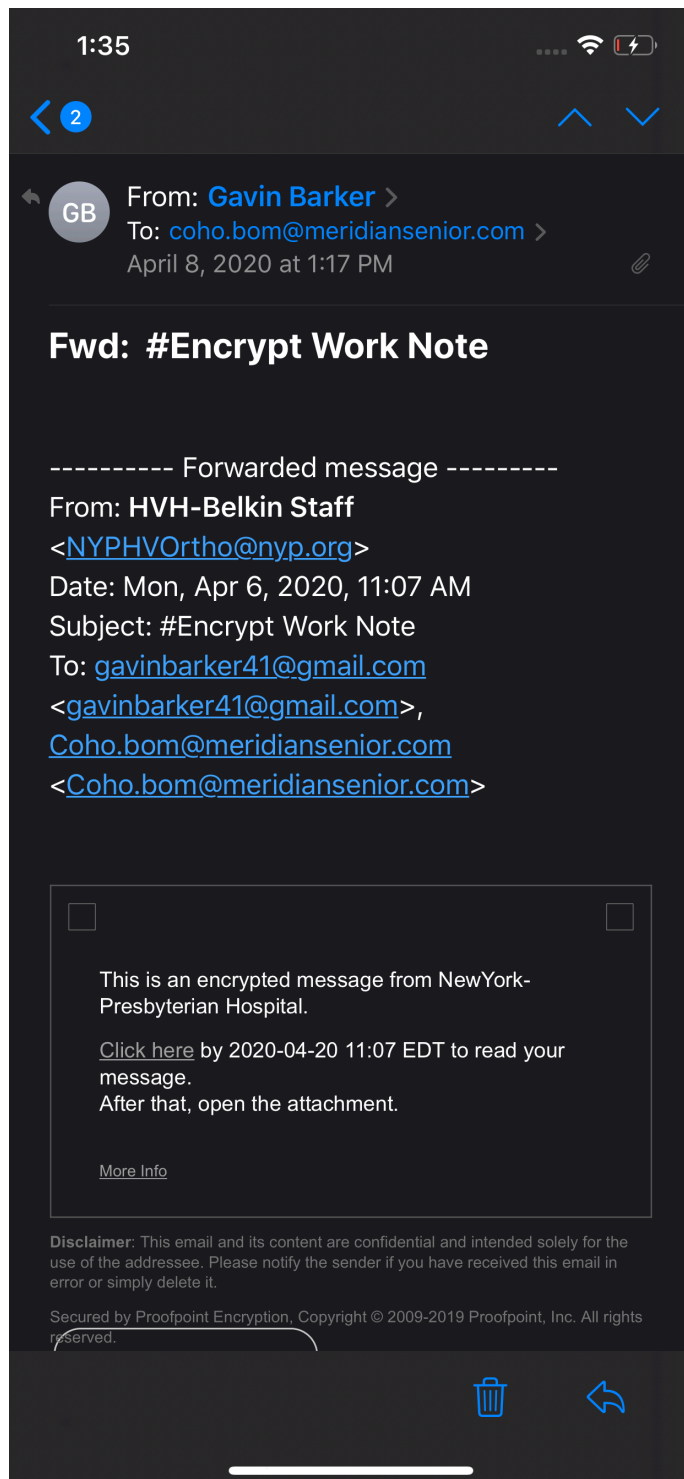 1:35
2
GB
From: Gavin Barker
To: coho.bom@meridiansenior.com
April 8, 2020 at 1:17 PM
Fwd:  #Encrypt Work Note
---------- Forwarded message ---------
From: HVH-Belkin Staff
<NYPHVOrtho@nyp.org>
Date: Mon, Apr 6, 2020, 11:07 AM
Subject: #Encrypt Work Note
To: gavinbarker41@gmail.com
<gavinbarker41@gmail.com>,
Coho.bom@meridiansenior.com
<Coho.bom@meridiansenior.com>
This is an encrypted message from NewYork-
Presbyterian Hospital.
Click here by 2020-04-20 11:07 EDT to read your
message.
After that, open the attachment.
More Info
Disclaimer: This email and its content are confidential and intended solely for the
use of the addressee. Please notify the sender if you have received this email in
error or simply delete it.
Secured by Proofpoint Encryption, Copyright © 2009-2019 Proofpoint, Inc. All rights
reserved.